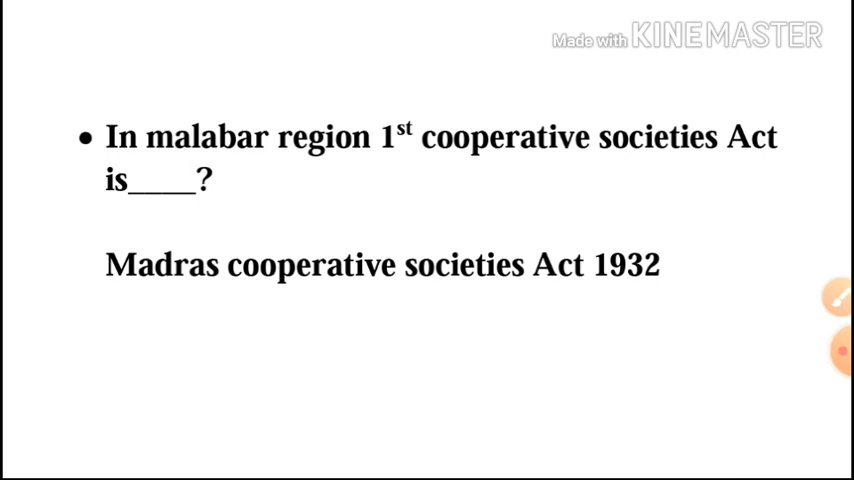 Made with KINEMASTER
• In malabar region 1st cooperative societies Act
is____?
Madras cooperative societies Act 1932